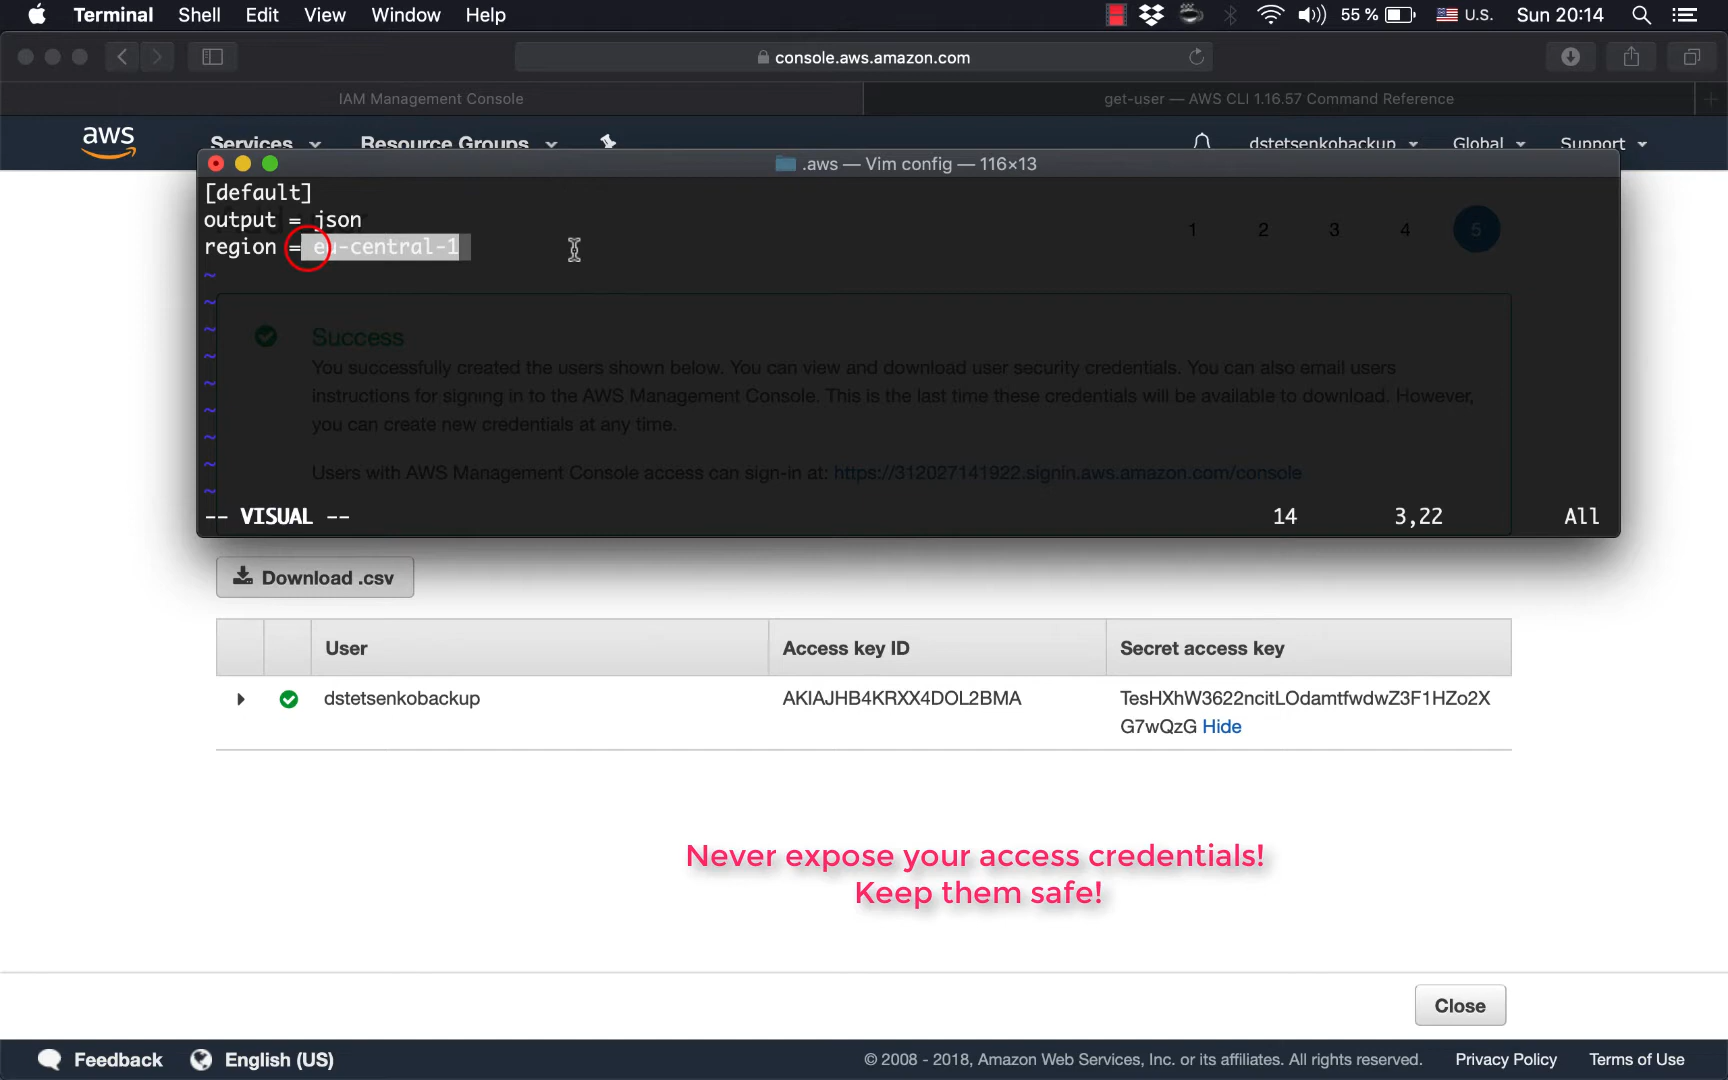 Terminal Shell Edit View Window Help 55 % U.S. Sun 20:14
console.aws.amazon.com
IAM Management Console get-user — AWS CLI 1.16.57 Command Reference
aws Services Resource Groups dstetsenkobackup Global Support
.aws — Vim config — 116×13
[default]
output = json
region = eu-central-1
1 2 3 4 5
~
~
~
~
~
~
~
~
~
Success
You successfully created the users shown below. You can view and download user security credentials. You can also email users
instructions for signing in to the AWS Management Console. This is the last time these credentials will be available to download. However,
you can create new credentials at any time.
Users with AWS Management Console access can sign-in at: https://312027141922.signin.aws.amazon.com/console
-- VISUAL -- 14 3,22 All
Download .csv
User Access key ID Secret access key
dstetsenkobackup AKIAJHB4KRXX4DOL2BMA TesHXhW3622ncitLOdamtfwdwZ3F1HZo2X
G7wQzG Hide
Never expose your access credentials!
Keep them safe!
Close
Feedback English (US) © 2008 - 2018, Amazon Web Services, Inc. or its affiliates. All rights reserved. Privacy Policy Terms of Use